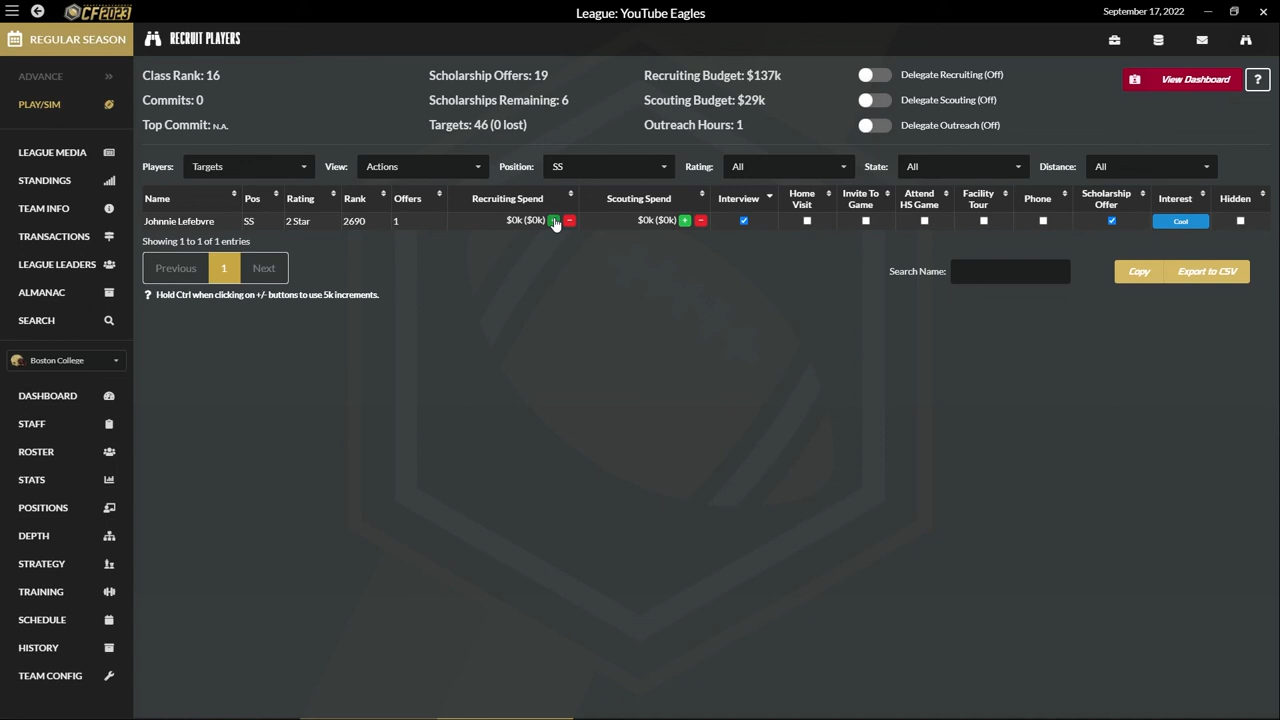 CF2023
League: YouTube Eagles
September 17, 2022
REGULAR SEASON
RECRUIT PLAYERS
ADVANCE
PLAY/SIM
LEAGUE MEDIA
STANDINGS
TEAM INFO
TRANSACTIONS
LEAGUE LEADERS
ALMANAC
SEARCH
Boston College
DASHBOARD
STAFF
ROSTER
STATS
POSITIONS
DEPTH
STRATEGY
TRAINING
SCHEDULE
HISTORY
TEAM CONFIG
Class Rank: 16
Commits: 0
Top Commit: N.A.
Scholarship Offers: 19
Scholarships Remaining: 6
Targets: 46 (0 lost)
Recruiting Budget: $137k
Scouting Budget: $29k
Outreach Hours: 1
Delegate Recruiting (Off)
Delegate Scouting (Off)
Delegate Outreach (Off)
View Dashboard
?
Players: Targets View: Actions Position: SS Rating: All State: All Distance: All
Name Pos Rating Rank Offers Recruiting Spend Scouting Spend Interview Home Visit Invite To Game Attend HS Game Facility Tour Phone Scholarship Offer Interest Hidden
Johnnie Lefebvre SS 2 Star 2690 1 $0k ($0k) $0k ($0k) Cool
Showing 1 to 1 of 1 entries
Previous 1 Next
Search Name:
Copy Export to CSV
? Hold Ctrl when clicking on +/- buttons to use 5k increments.